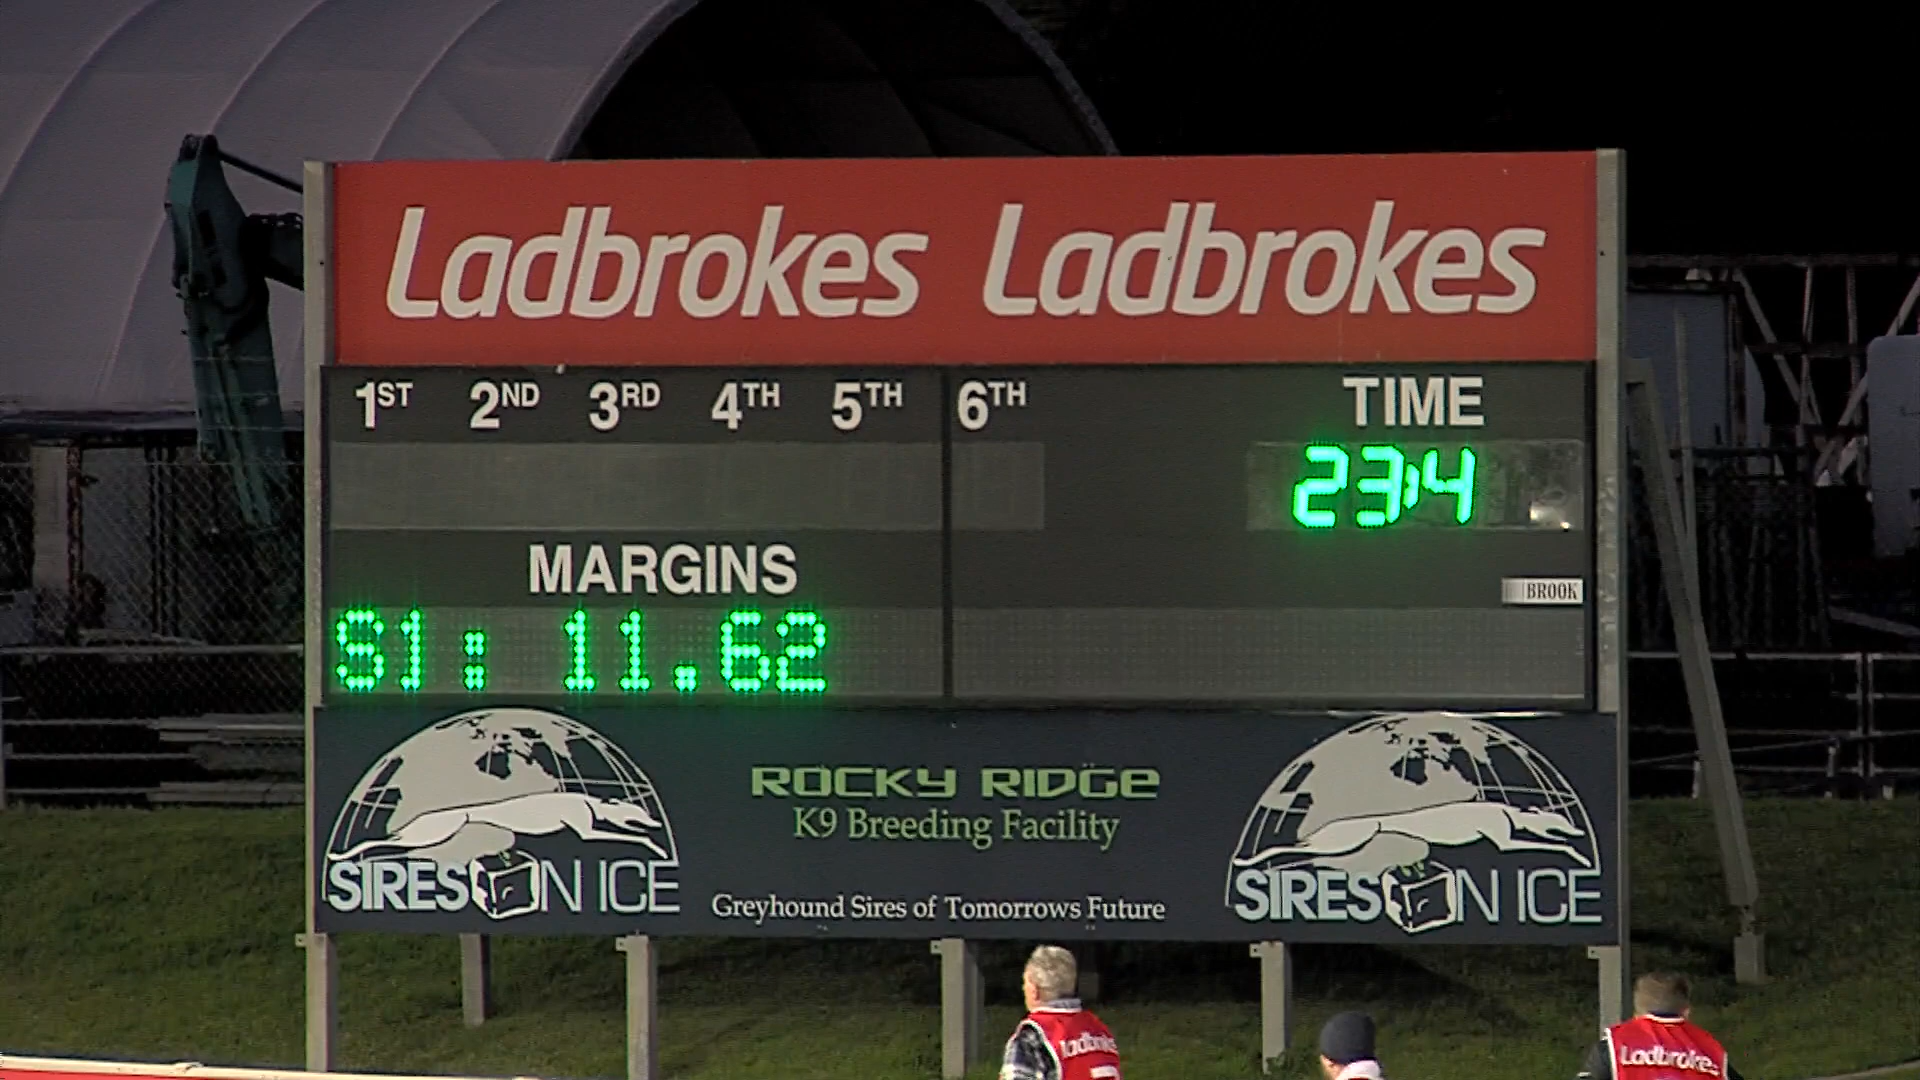 Ladbrokes Ladbrokes
1ST 2ND 3RD 4TH 5TH 6TH TIME
23:4
MARGINS
BROOK
S1: 11.62
ROCKY RIDGE
K9 Breeding Facility
SIRES ON ICE
Greyhound Sires of Tomorrows Future
SIRES ON ICE
Ladbrokes
Ladbrokes